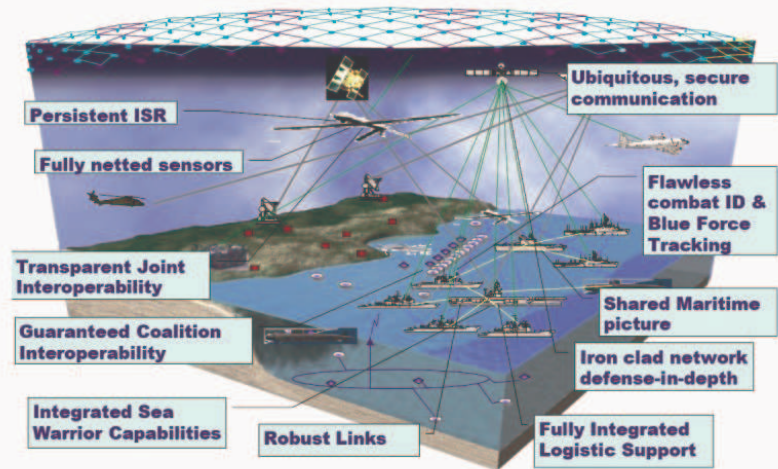 Ubiquitous, secure
communication
Persistent ISR
Fully netted sensors
Flawless
combat ID &
Blue Force
Tracking
Transparent Joint
Interoperability
Shared Maritime
picture
Guaranteed Coalition
Interoperability
Iron clad network
defense-in-depth
Integrated Sea
Warrior Capabilities
Robust Links
Fully Integrated
Logistic Support